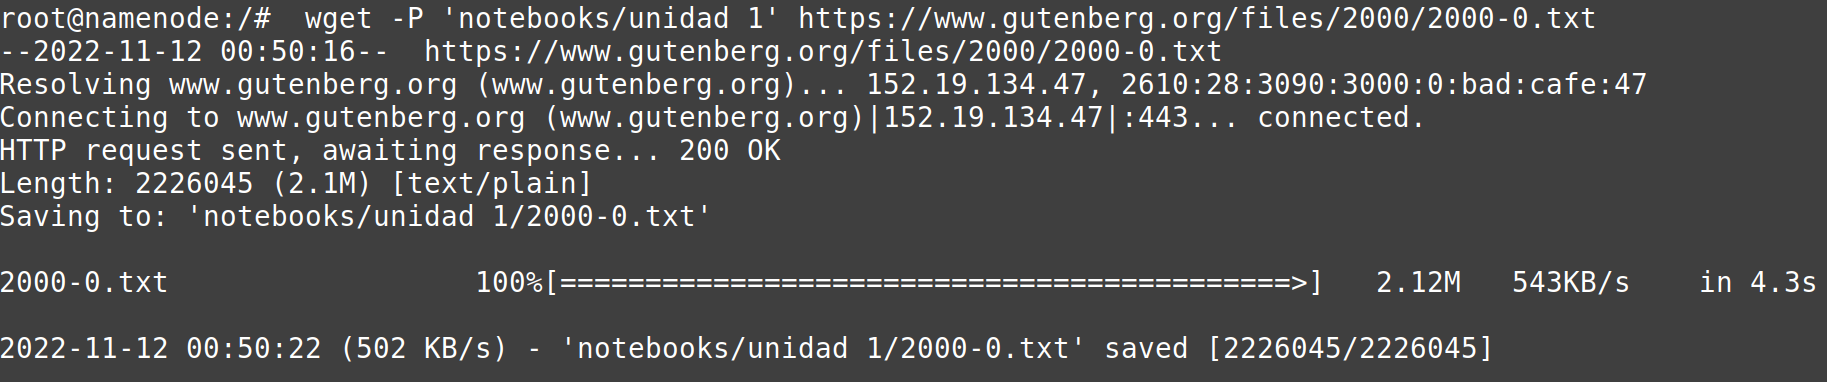 root@namenode:/#  wget -P 'notebooks/unidad 1' https://www.gutenberg.org/files/2000/2000-0.txt
--2022-11-12 00:50:16--  https://www.gutenberg.org/files/2000/2000-0.txt
Resolving www.gutenberg.org (www.gutenberg.org)... 152.19.134.47, 2610:28:3090:3000:0:bad:cafe:47
Connecting to www.gutenberg.org (www.gutenberg.org)|152.19.134.47|:443... connected.
HTTP request sent, awaiting response... 200 OK
Length: 2226045 (2.1M) [text/plain]
Saving to: 'notebooks/unidad 1/2000-0.txt'
2000-0.txt                  100%[===========================================>]   2.12M   543KB/s    in 4.3s
2022-11-12 00:50:22 (502 KB/s) - 'notebooks/unidad 1/2000-0.txt' saved [2226045/2226045]